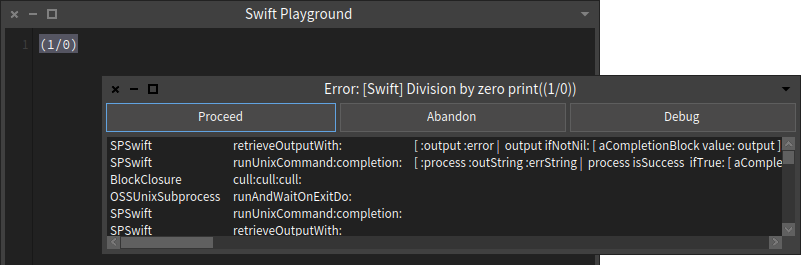 Swift Playground
1 (1/0)
Error: [Swift] Division by zero print((1/0))
Proceed Abandon Debug
SPSwift retrieveOutputWith: [ :output :error | output ifNotNil: [ aCompletionBlock value: output ]
SPSwift runUnixCommand:completion: [ :process :outString :errString | process isSuccess ifTrue: [ aComple
BlockClosure cull:cull:cull:
OSSUnixSubprocess runAndWaitOnExitDo:
SPSwift runUnixCommand:completion:
SPSwift retrieveOutputWith: